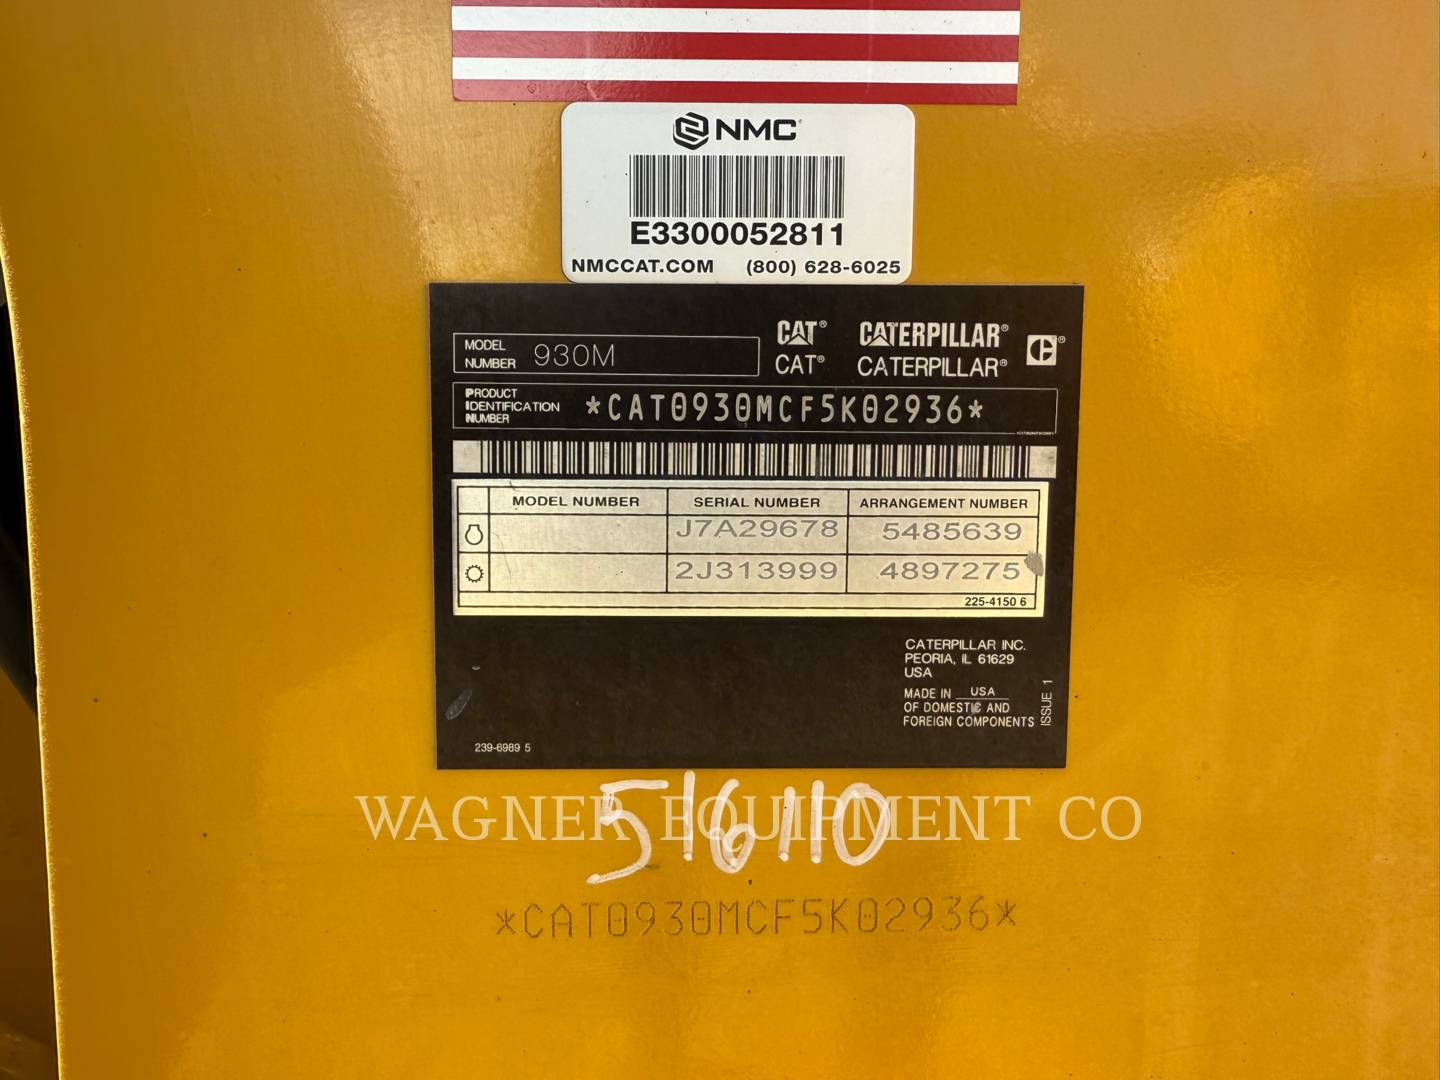 NMC
E3300052811
NMCCAT.COM (800) 628-6025
MODEL NUMBER 930M
CAT® CATERPILLAR®
CAT® CATERPILLAR®
PRODUCT IDENTIFICATION NUMBER *CAT0930MCF5K02936*
MODEL NUMBER SERIAL NUMBER ARRANGEMENT NUMBER
J7A29678 5485639
2J313999 4897275
225-4150 6
CATERPILLAR INC.
PEORIA, IL 61629
USA
MADE IN USA
OF DOMESTIC AND
FOREIGN COMPONENTS
ISSUE 1
239-6989 5
516110
WAGNER EQUIPMENT CO
*CAT0930MCF5K02936*